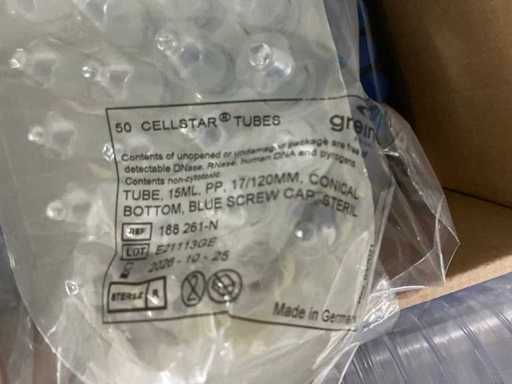 50 CELLSTAR® TUBES
grein
Contents of unopened or undamaged package are free of
detectable DNase, RNase, human DNA and pyrogens
Contents non-cytotoxic
TUBE, 15ML, PP, 17/120MM, CONICAL
BOTTOM, BLUE SCREW CAP, STERIL
REF 188 261-N
LOT E21113GE
2026-10-25
STERILE R
Made in German